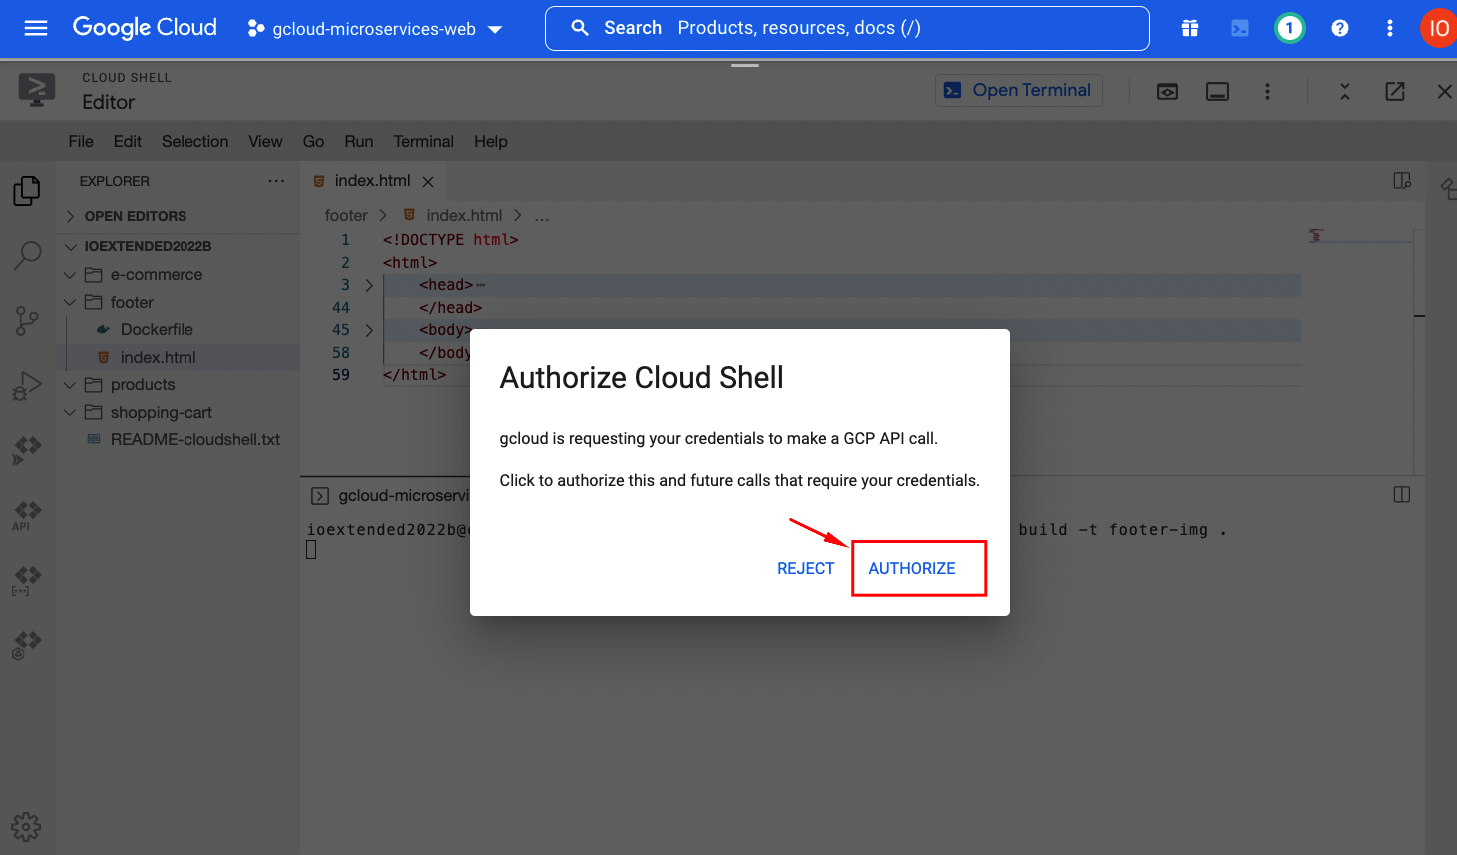 Google Cloud
gcloud-microservices-web
Search Products, resources, docs (/)
1
?
IO
CLOUD SHELL
Editor
Open Terminal
File Edit Selection View Go Run Terminal Help
EXPLORER
...
index.html
OPEN EDITORS
footer > index.html > ...
IOEXTENDED2022B
e-commerce
footer
Dockerfile
index.html
products
shopping-cart
README-cloudshell.txt
API
1 <!DOCTYPE html>
2 <html>
3 <head>...
44 </head>
45 <body>
58 </body
59 </html>
Authorize Cloud Shell
gcloud is requesting your credentials to make a GCP API call.
Click to authorize this and future calls that require your credentials.
REJECT AUTHORIZE
gcloud-microservi
ioextended2022b@ build -t footer-img .